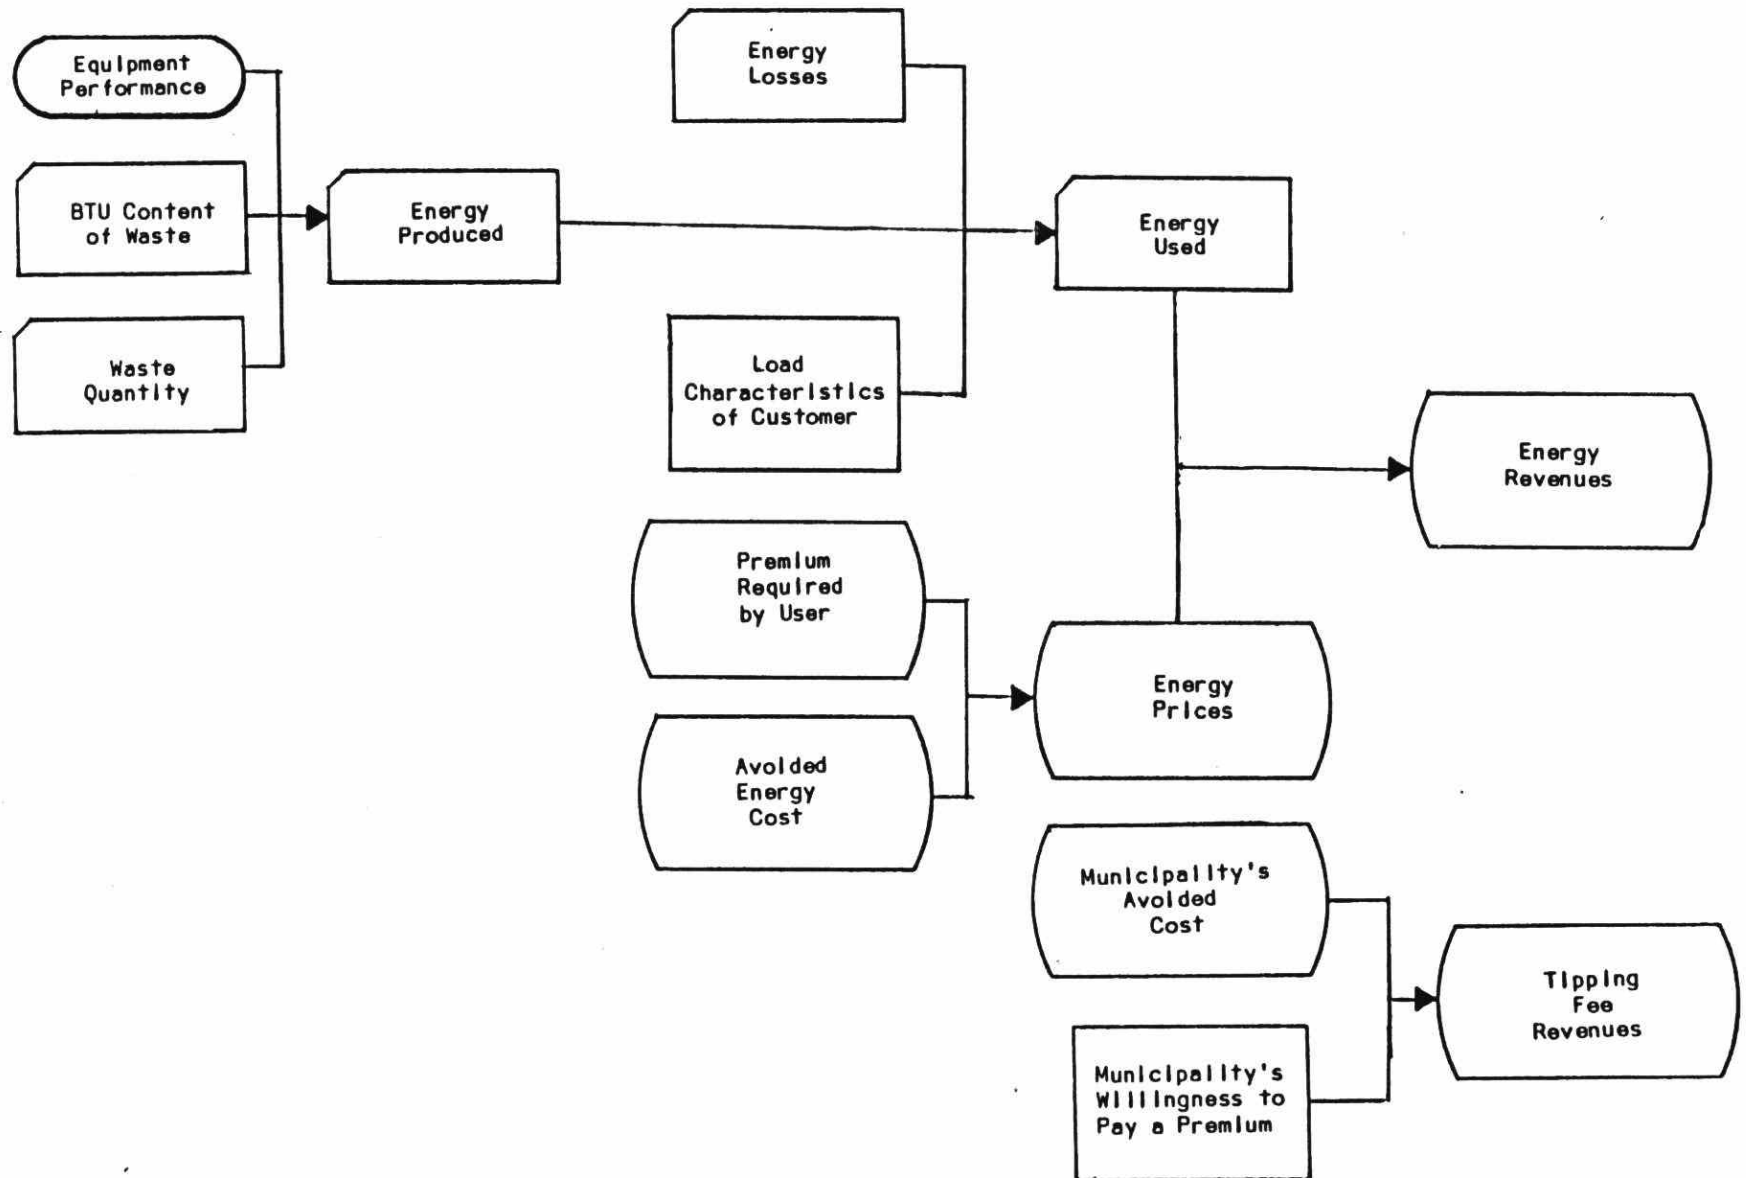 Equipment
Performance
BTU Content
of Waste
Waste
Quantity
Energy
Produced
Energy
Losses
Load
Characteristics
of Customer
Energy
Used
Premium
Required
by User
Avoided
Energy
Cost
Energy
Prices
Energy
Revenues
Municipality's
Avoided
Cost
Municipality's
Willingness to
Pay a Premium
Tipping
Fee
Revenues